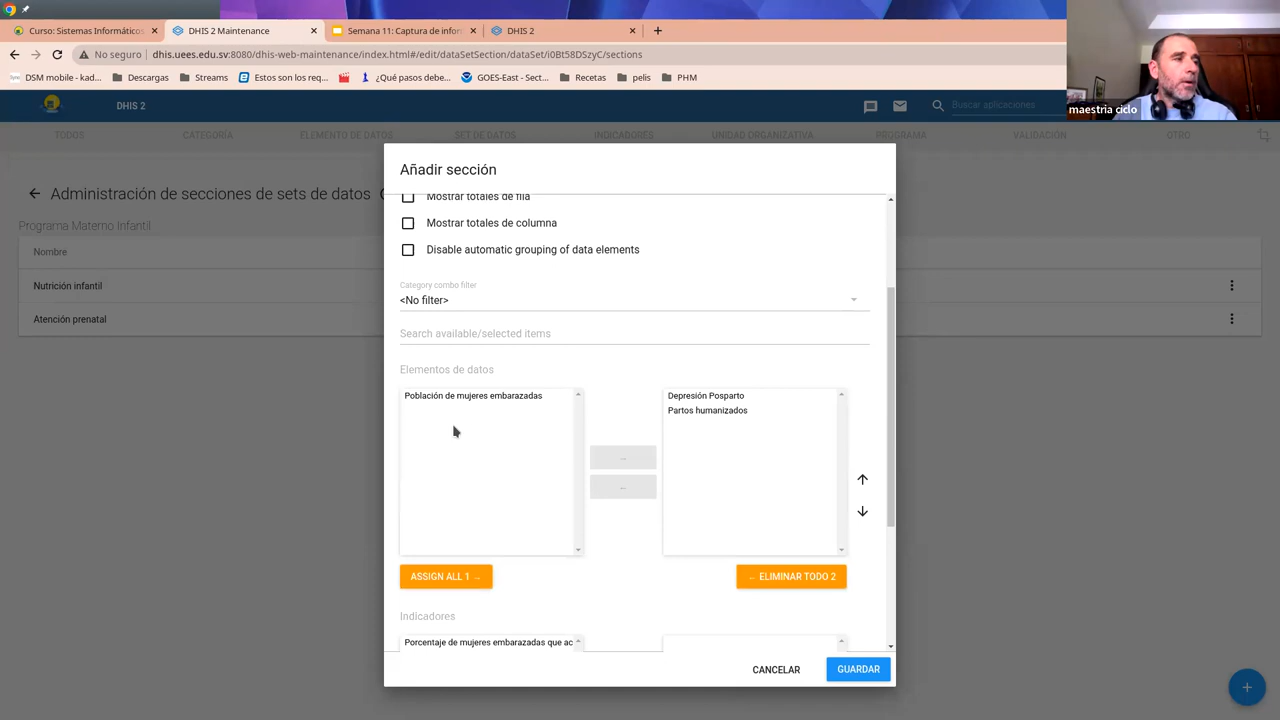 Curso: Sistemas Informáticos
DHIS 2 Maintenance
Semana 11: Captura de infor
DHIS 2
No seguro
dhis.uees.edu.sv:8080/dhis-web-maintenance/index.html#/edit/dataSetSection/dataSet/i0Bt58DSzyC/sections
DSM mobile - kad...
Descargas
Streams
Estos son los req...
¿Qué pasos debe...
GOES-East - Sect...
Recetas
pelis
PHM
maestria ciclo
DHIS 2
Buscar aplicaciones
TODOS
CATEGORÍA
ELEMENTO DE DATOS
SET DE DATOS
INDICADORES
UNIDAD ORGANIZATIVA
PROGRAMA
VALIDACIÓN
OTRO
Administración de secciones de sets de datos
Programa Materno Infantil
Nombre
Nutrición infantil
Atención prenatal
Añadir sección
Mostrar totales de fila
Mostrar totales de columna
Disable automatic grouping of data elements
Category combo filter
<No filter>
Search available/selected items
Elementos de datos
Población de mujeres embarazadas
Depresión Posparto
Partos humanizados
ASSIGN ALL 1 →
← ELIMINAR TODO 2
Indicadores
Porcentaje de mujeres embarazadas que ac
CANCELAR
GUARDAR